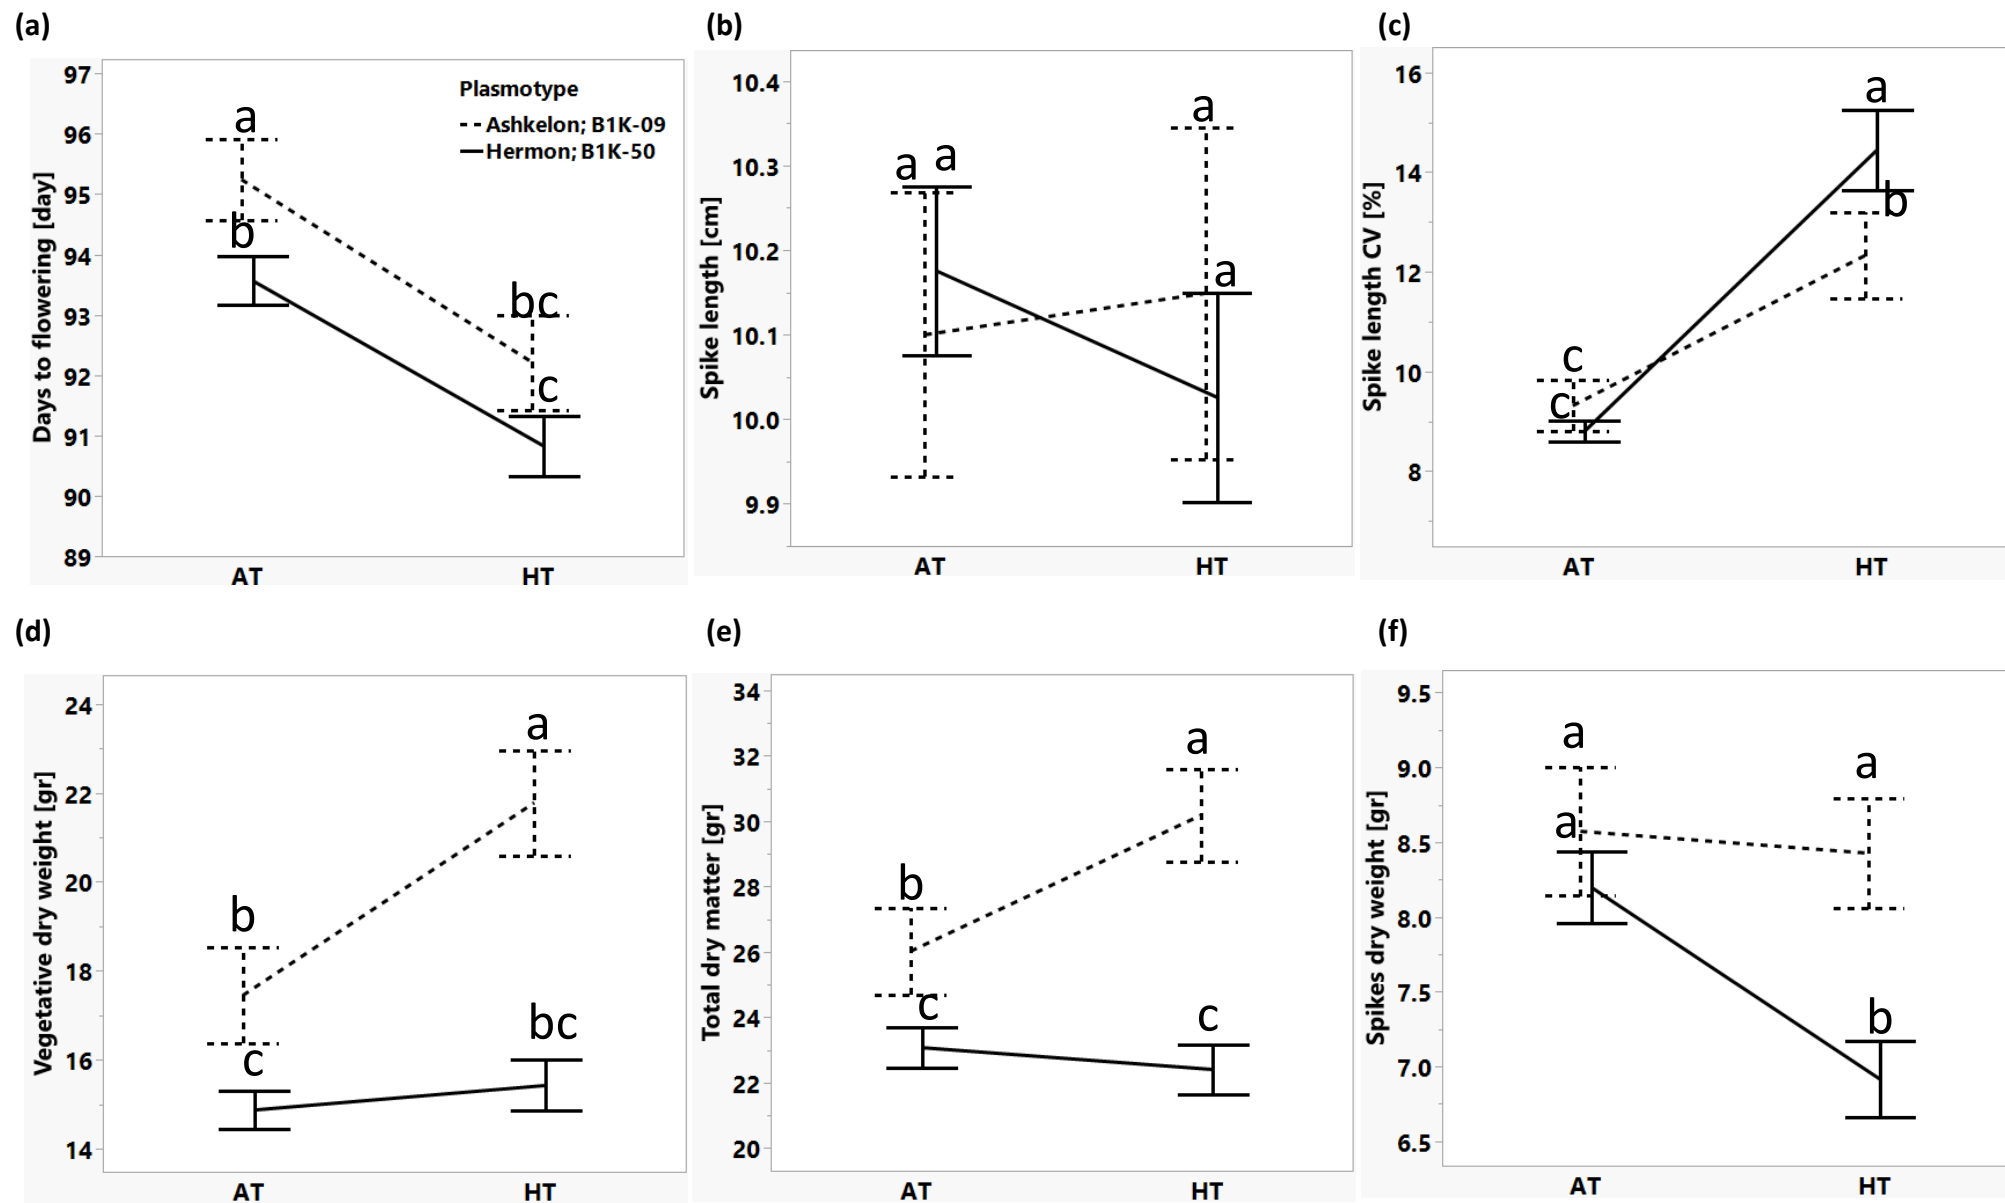 (a)
97
96
95
94
93
92
91
90
89
Days to flowering [day]
Plasmotype
Ashkelon; B1K-09
Hermon; B1K-50
a
b
bc
c
AT
HT
(b)
10.4
10.3
10.2
10.1
10.0
9.9
Spike length [cm]
a
a
a
a
AT
HT
(c)
16
14
12
10
8
Spike length CV [%]
a
b
c
c
AT
HT
(d)
24
22
20
18
16
14
Vegetative dry weight [gr]
a
b
bc
c
AT
HT
(e)
34
32
30
28
26
24
22
20
Total dry matter [gr]
a
b
c
c
AT
HT
(f)
9.5
9.0
8.5
8.0
7.5
7.0
6.5
Spikes dry weight [gr]
a
a
a
b
AT
HT